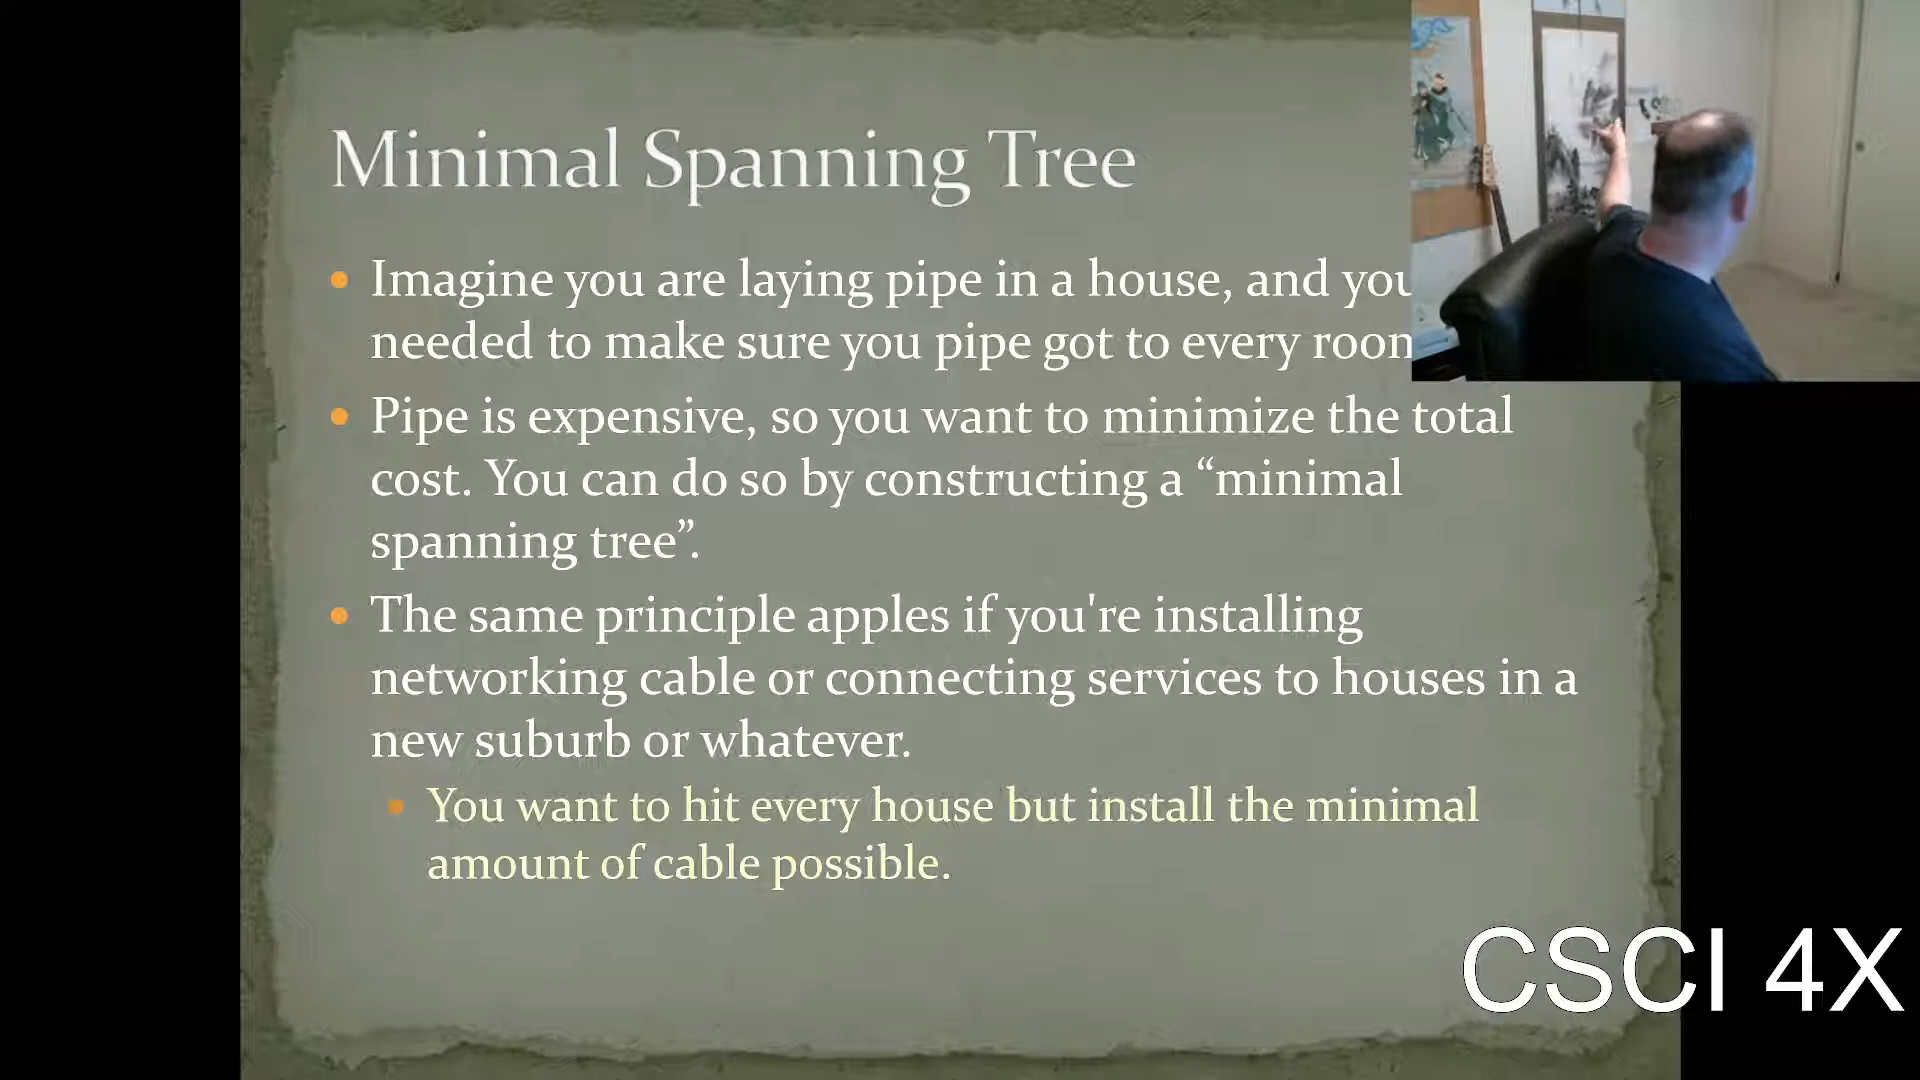 Minimal Spanning Tree
Imagine you are laying pipe in a house, and you
needed to make sure you pipe got to every
Pipe is expensive, so you want to minimize the total
cost. You can do so by constructing a “minimal
spanning tree”.
The same principle apples if you're installing
networking cable or connecting services to houses in a
new suburb or whatever.
You want to hit every house but install the minimal
amount of cable possible.
CSCI 4X